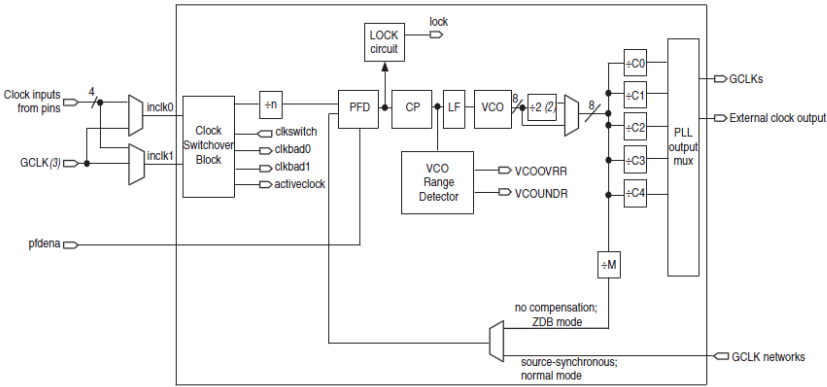 lock
LOCK
circuit
4
Clock inputs
from pins
inclk0
÷n
PFD
CP
LF
VCO
8
÷2 (2)
8
÷C0
÷C1
÷C2
÷C3
÷C4
PLL
output
mux
GCLKs
External clock output
Clock
Switchover
Block
clkswitch
clkbad0
clkbad1
activeclock
GCLK(3)
inclk1
VCO
Range
Detector
VCOOVRR
VCOUNDR
pfdena
÷M
no compensation;
ZDB mode
source-synchronous;
normal mode
GCLK networks